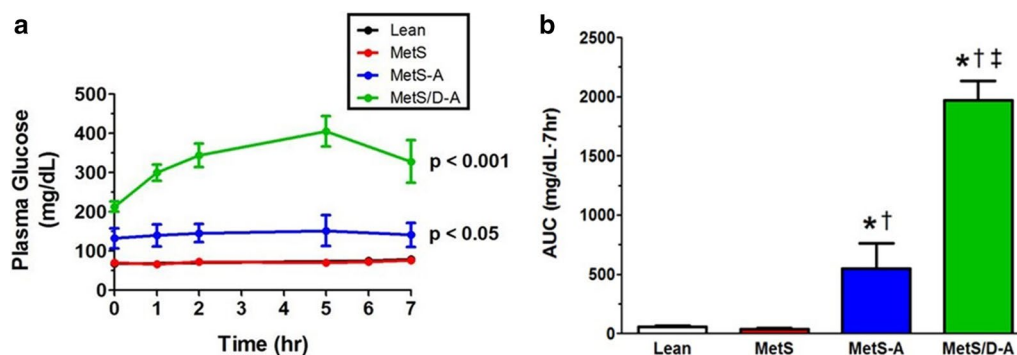 a
Lean
MetS
MetS-A
MetS/D-A
Plasma Glucose
(mg/dL)
500
400
300
200
150
100
50
0
p < 0.001
p < 0.05
0 1 2 3 4 5 6 7
Time (hr)
b
AUC (mg/dL·7hr)
2500
2000
1500
1000
500
0
*†
*†‡
Lean MetS MetS-A MetS/D-A